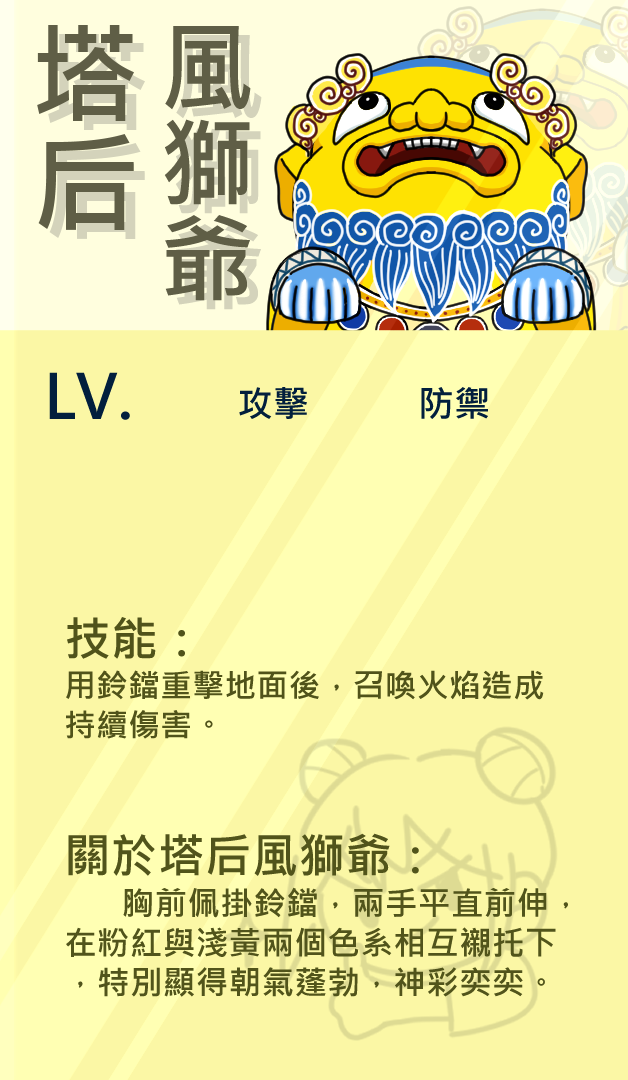 塔后
風獅爺
LV.
攻擊
防禦
技能：
用鈴鐺重擊地面後，召喚火焰造成
持續傷害。
關於塔后風獅爺：
胸前佩掛鈴鐺，兩手平直前伸，
在粉紅與淺黃兩個色系相互襯托下
，特別顯得朝氣蓬勃，神彩奕奕。